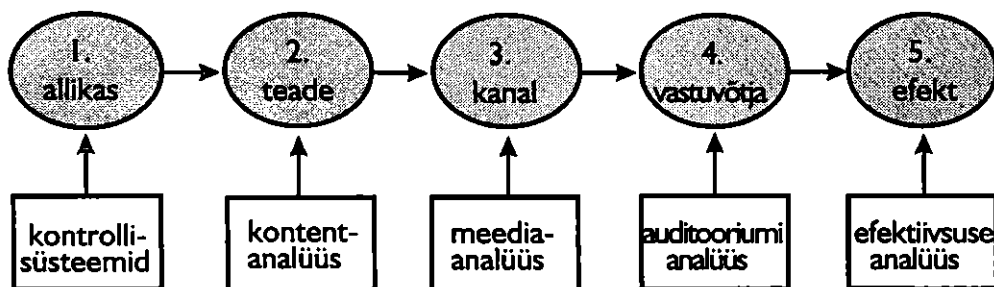 1.
allikas
2.
teade
3.
kanal
4.
vastuvõtja
5.
efekt
kontrolli-
süsteemid
kontent-
analüüs
meedia-
analüüs
auditooriumi
analüüs
efektiivsuse
analüüs